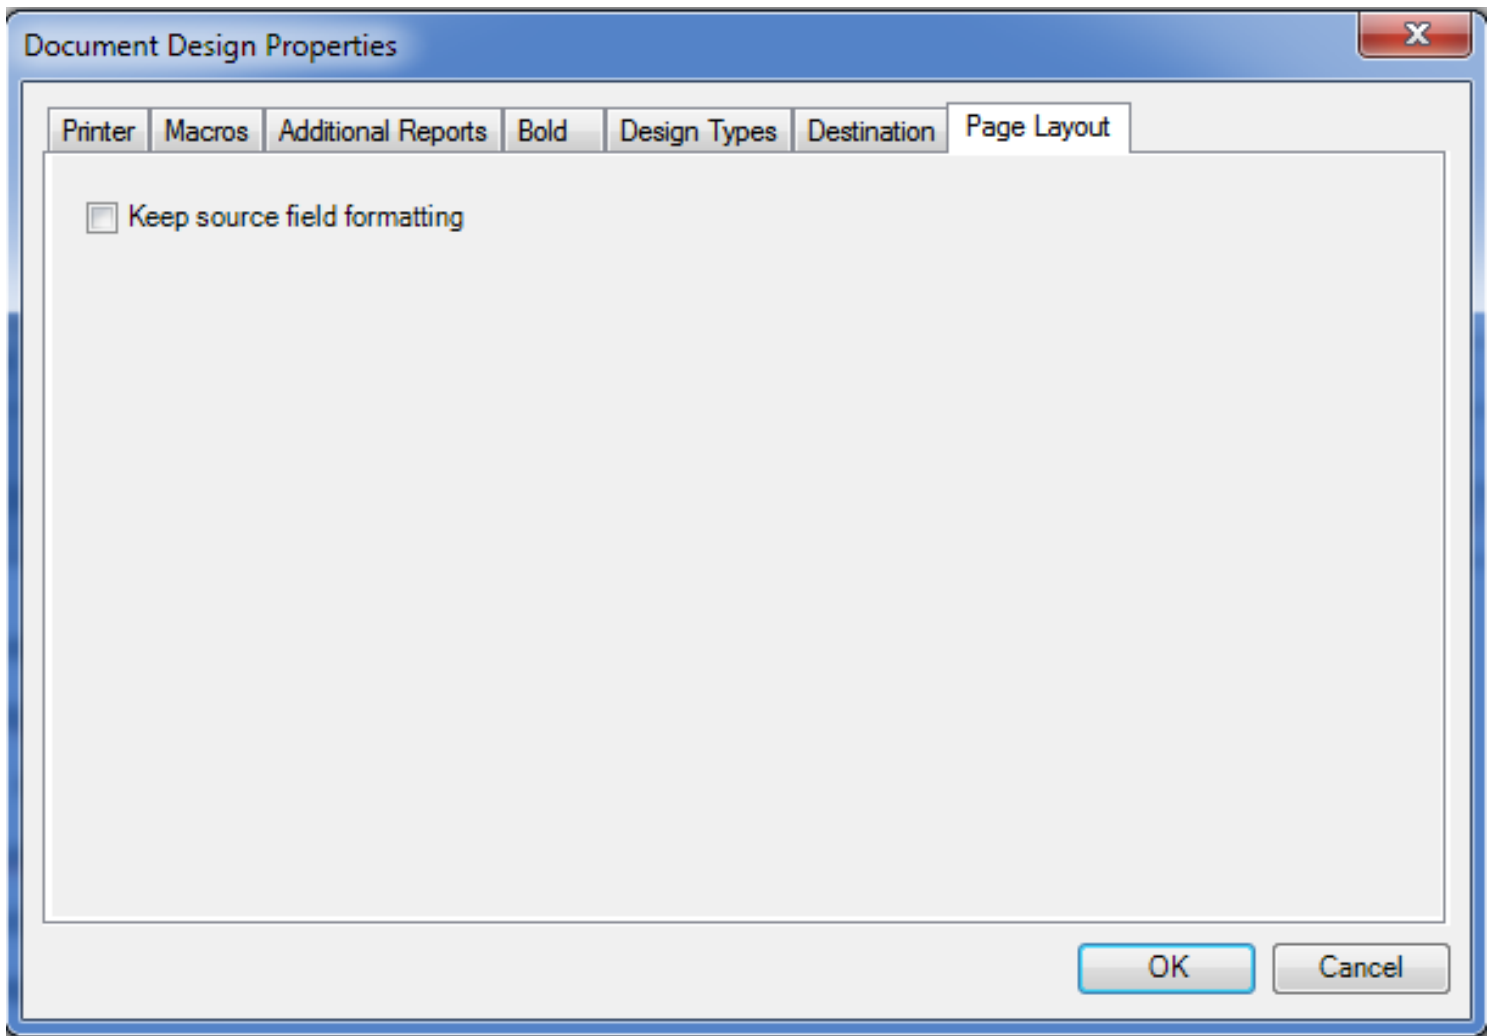 Document Design Properties
Printer Macros Additional Reports Bold Design Types Destination Page Layout
Keep source field formatting
OK Cancel